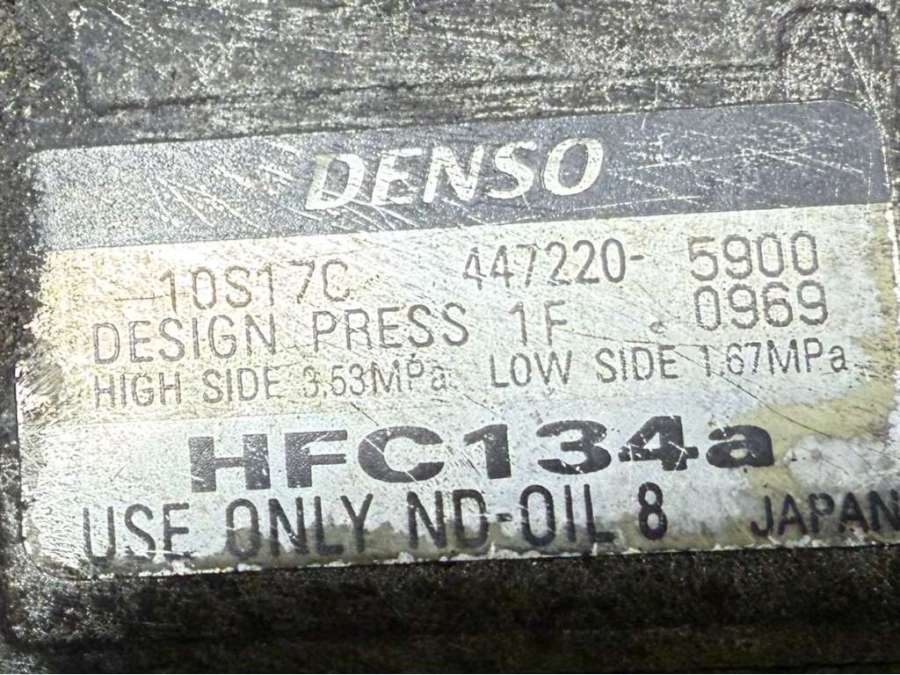 DENSO
10S17C 447220- 5900
DESIGN PRESS 1F 0969
HIGH SIDE 3.53MPa LOW SIDE 1.67MPa
HFC134a
USE ONLY ND-OIL 8 JAPAN